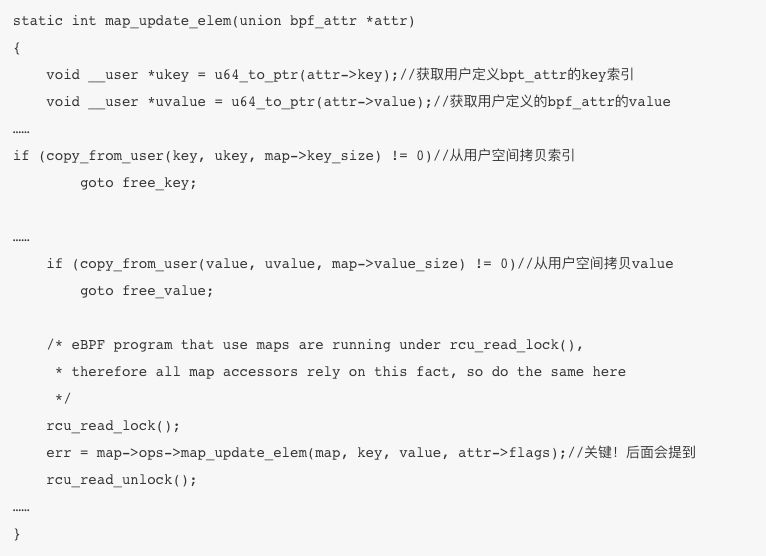 static int map_update_elem(union bpf_attr *attr)
{
    void __user *ukey = u64_to_ptr(attr->key);//获取用户定义bpt_attr的key索引
    void __user *uvalue = u64_to_ptr(attr->value);//获取用户定义的bpf_attr的value
……
if (copy_from_user(key, ukey, map->key_size) != 0)//从用户空间拷贝索引
        goto free_key;

……
    if (copy_from_user(value, uvalue, map->value_size) != 0)//从用户空间拷贝value
        goto free_value;

    /* eBPF program that use maps are running under rcu_read_lock(),
     * therefore all map accessors rely on this fact, so do the same here
     */
    rcu_read_lock();
    err = map->ops->map_update_elem(map, key, value, attr->flags);//关键！后面会提到
    rcu_read_unlock();
……
}